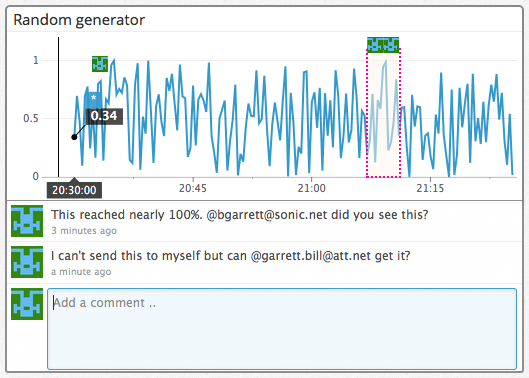 Random generator
1
0.5
0
*
0.34
20:30:00
20:45
21:00
21:15
This reached nearly 100%. @bgarrett@sonic.net did you see this?
3 minutes ago
I can't send this to myself but can @garrett.bill@att.net get it?
a minute ago
Add a comment ..